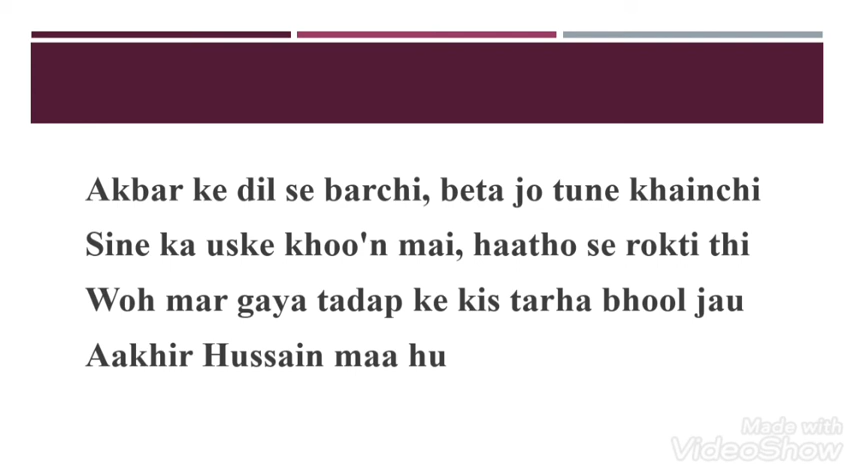 Akbar ke dil se barchi, beta jo tune khainchi
Sine ka uske khoo'n mai, haatho se rokti thi
Woh mar gaya tadap ke kis tarha bhool jau
Aakhir Hussain maa hu
Made with
VideoShow